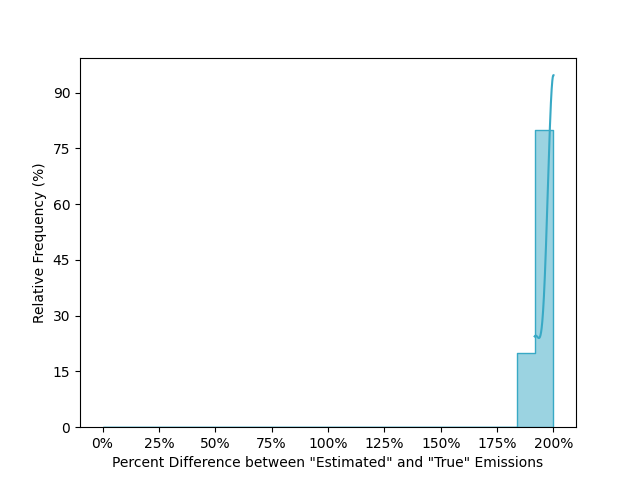 90
75
60
45
30
15
0
Relative Frequency (%)
0% 25% 50% 75% 100% 125% 150% 175% 200%
Percent Difference between "Estimated" and "True" Emissions